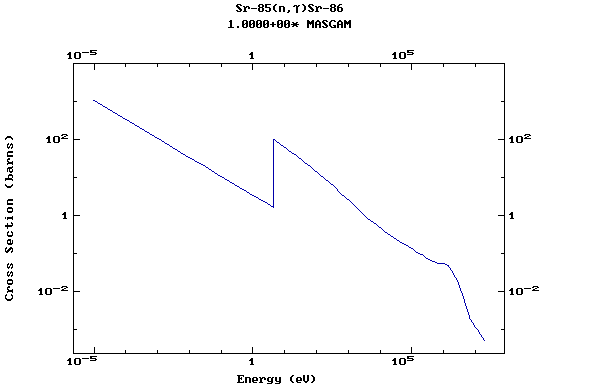 Sr-85(n,γ)Sr-86
1.0000+00* MASGAM
10⁻⁵ 1 10⁵
10² 10²
1 1
10⁻² 10⁻²
Cross Section (barns)
10⁻⁵ 1 10⁵
Energy (eV)